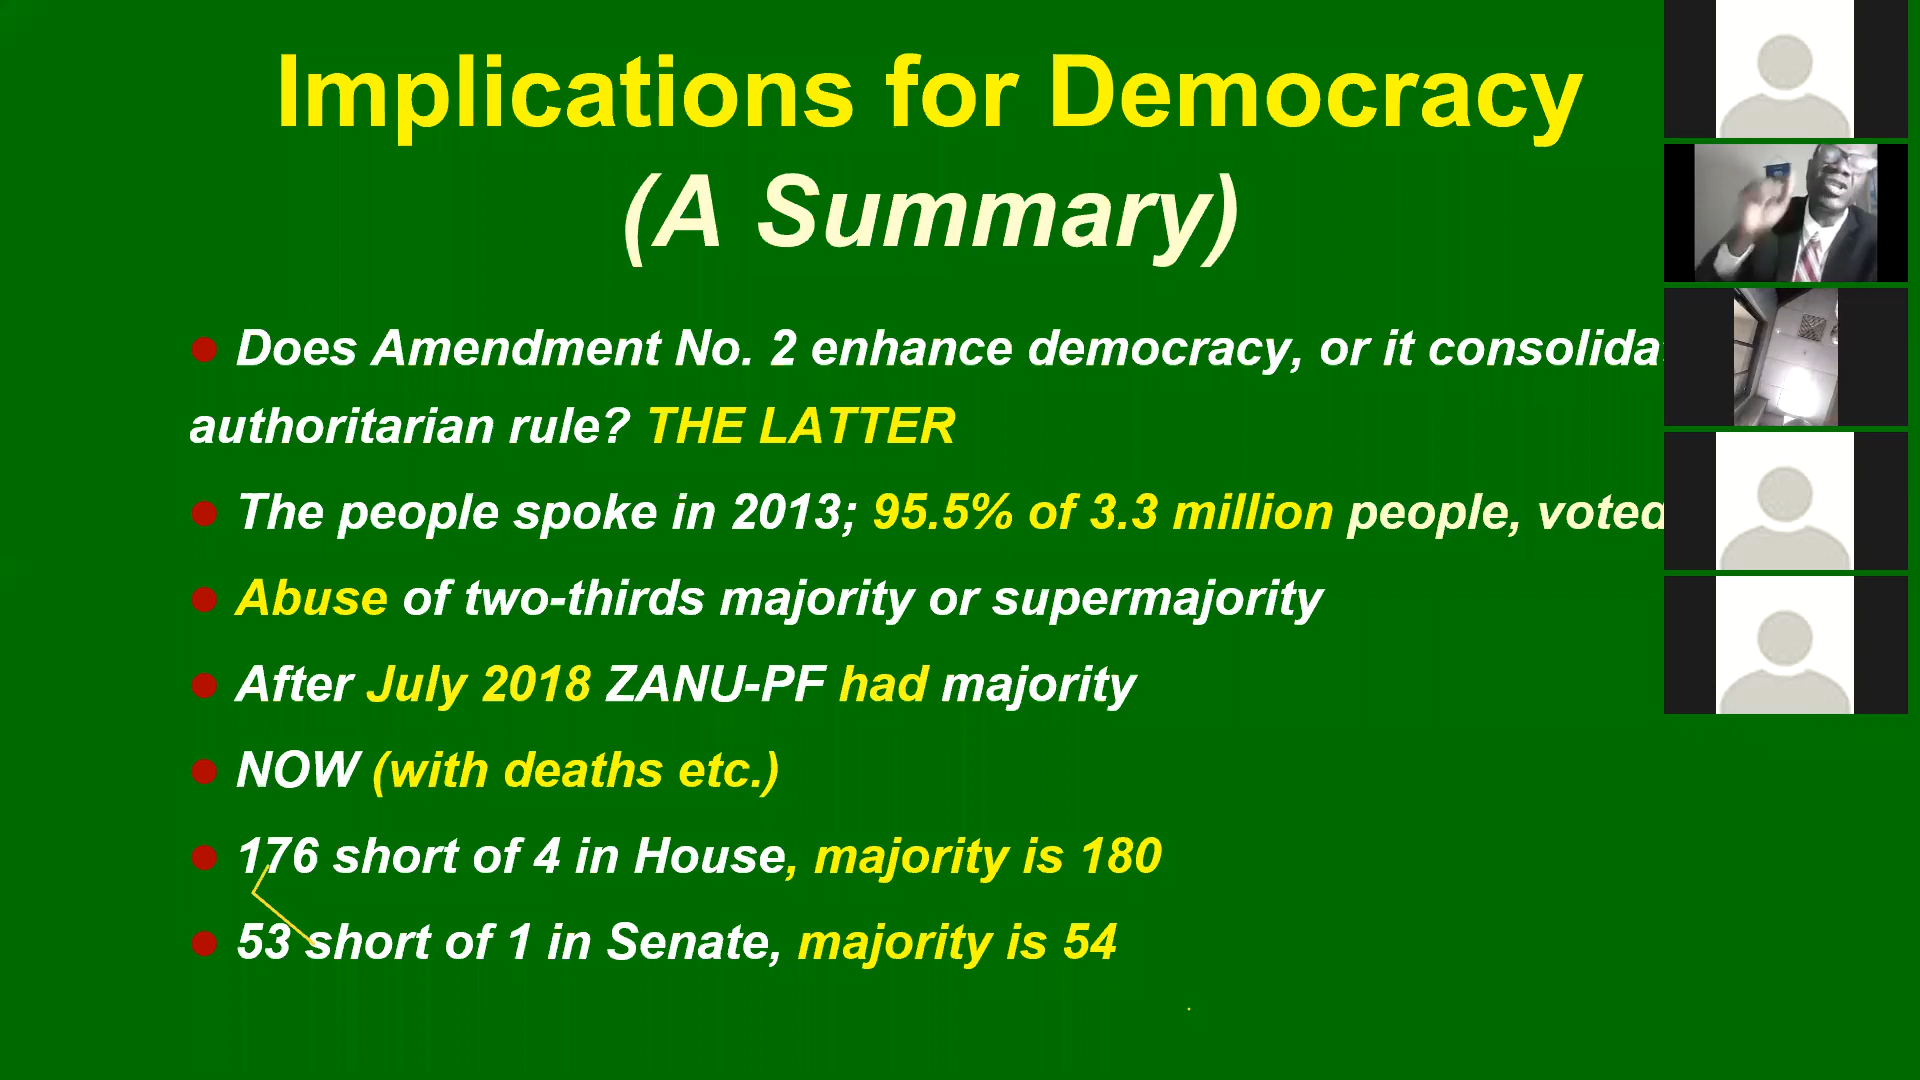 Implications for Democracy
(A Summary)
Does Amendment No. 2 enhance democracy, or it
authoritarian rule? THE LATTER
The people spoke in 2013; 95.5% of 3.3 million people, voted
Abuse of two-thirds majority or supermajority
After July 2018 ZANU-PF had majority
NOW (with deaths etc.)
176 short of 4 in House, majority is 180
53 short of 1 in Senate, majority is 54